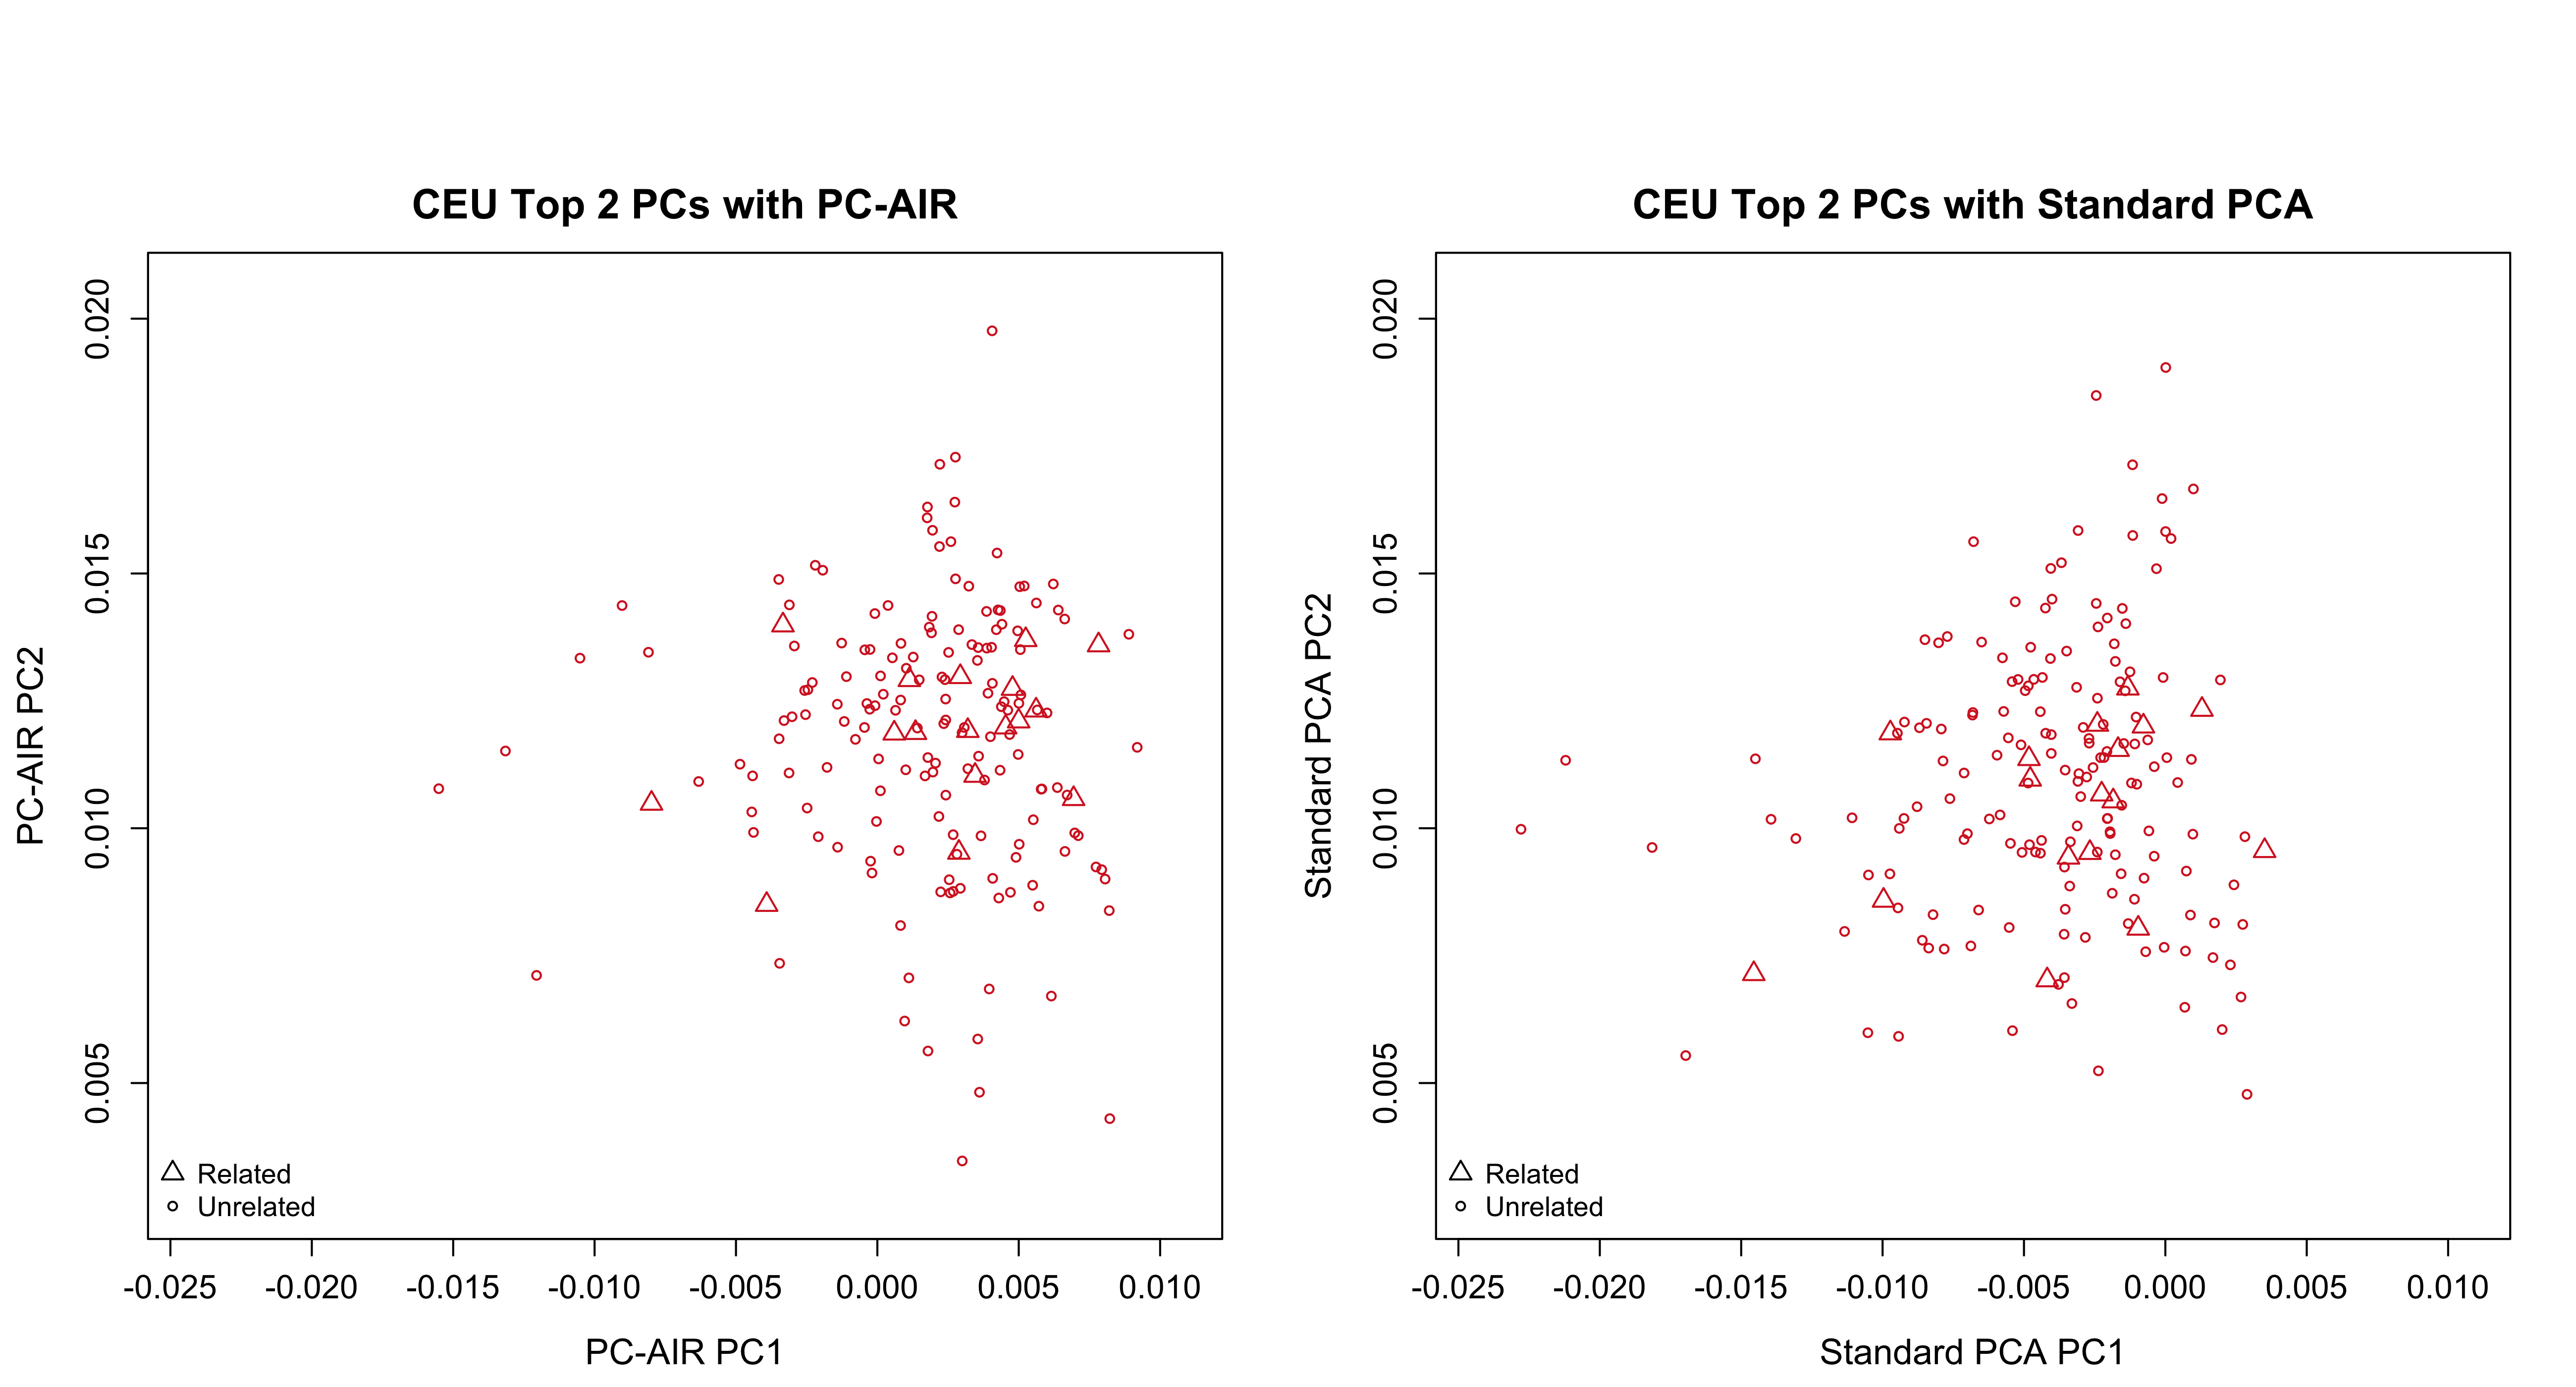 CEU Top 2 PCs with PC-AIR
PC-AIR PC2
0.020
0.015
0.010
0.005
Related
Unrelated
-0.025 -0.020 -0.015 -0.010 -0.005 0.000 0.005 0.010
PC-AIR PC1
CEU Top 2 PCs with Standard PCA
Standard PCA PC2
0.020
0.015
0.010
0.005
Related
Unrelated
-0.025 -0.020 -0.015 -0.010 -0.005 0.000 0.005 0.010
Standard PCA PC1